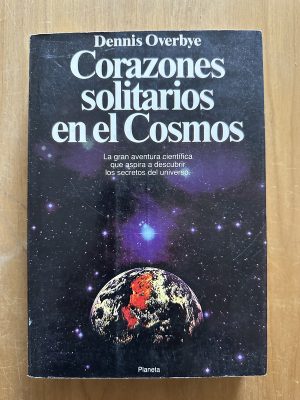 Dennis Overbye
Corazones
solitarios
en el Cosmos
La gran aventura científica
que aspira a descubrir
los secretos del universo.
Planeta